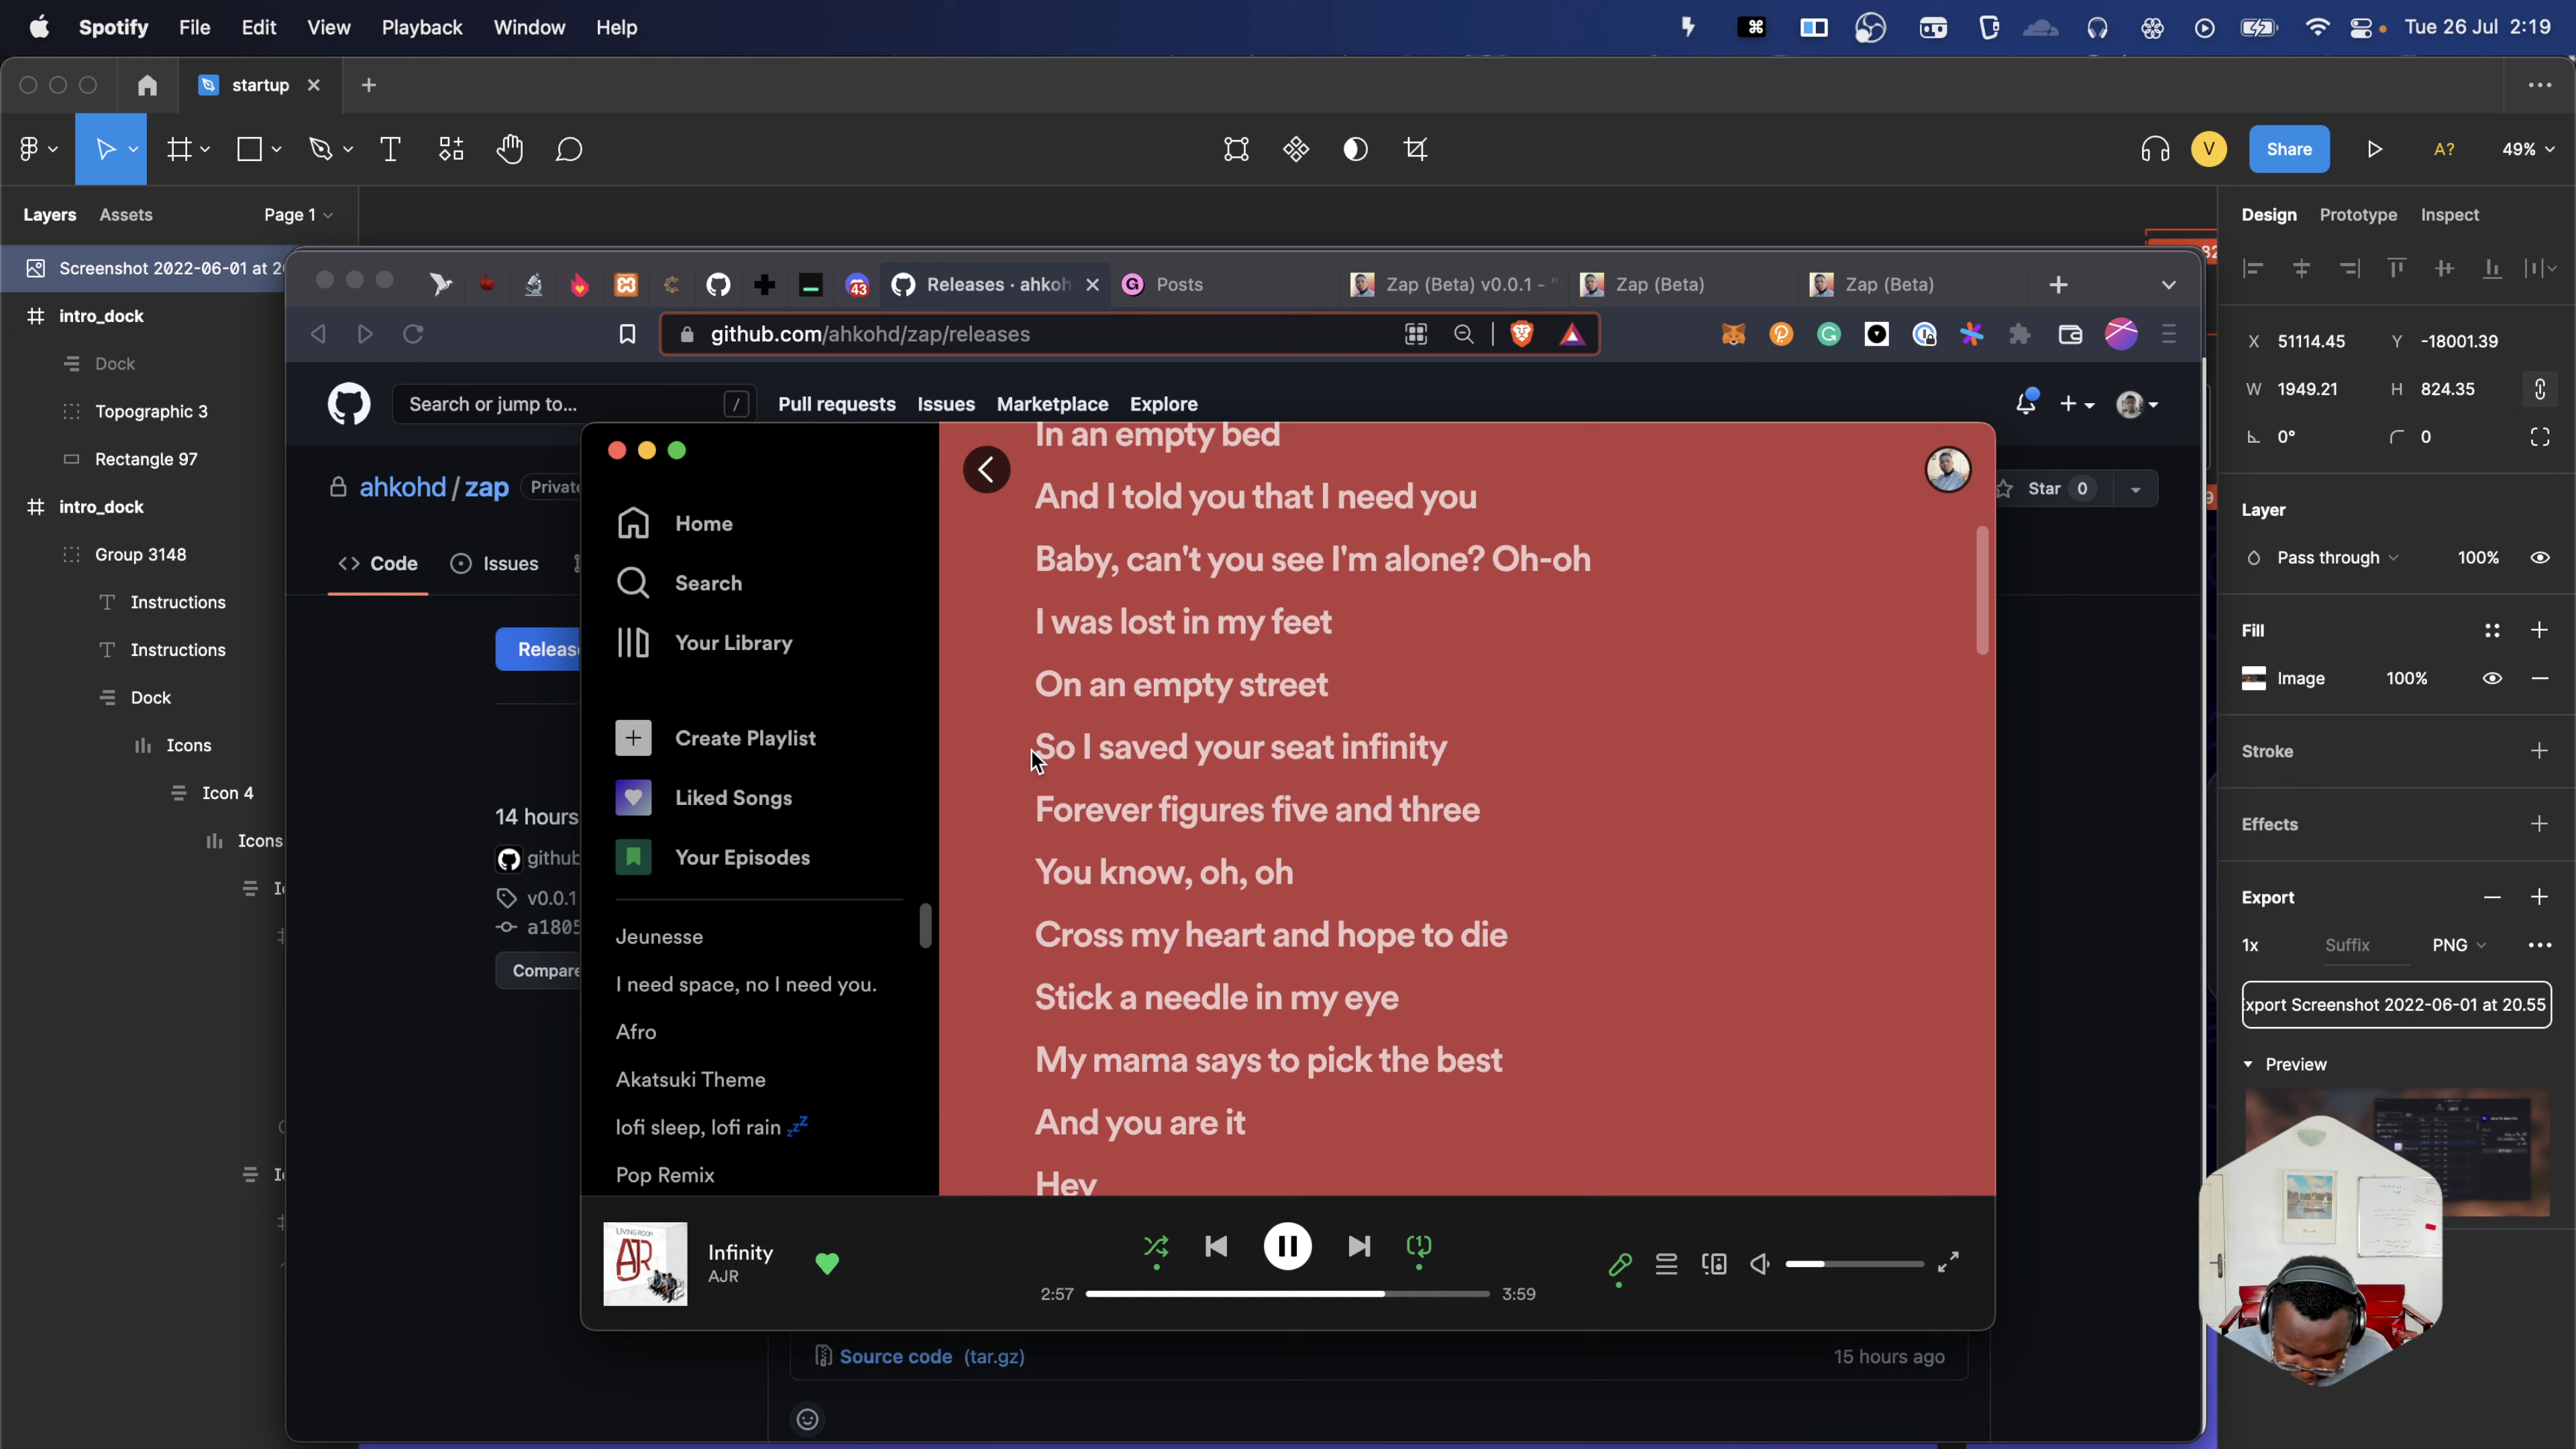 Spotify File Edit View Playback Window Help
Tue 26 Jul 2:19
startup
V Share A? 49%
Layers Assets Page 1
Design Prototype Inspect
Screenshot 2022-06-01 at 2
intro_dock
Dock
Topographic 3
Rectangle 97
intro_dock
Group 3148
Instructions
Instructions
Dock
Icons
Icon 4
Icons
43
Releases · ahkoh
G Posts
Zap (Beta) v0.0.1 - "
Zap (Beta)
Zap (Beta)
github.com/ahkohd/zap/releases
Search or jump to... /
Pull requests Issues Marketplace Explore
ahkohd / zap Private
Star 0
Code Issues
Releas
14 hours
github
v0.0.1
a1805
Compare
Source code (tar.gz)
15 hours ago
Home
Search
Your Library
Create Playlist
Liked Songs
Your Episodes
Jeunesse
I need space, no I need you.
Afro
Akatsuki Theme
lofi sleep, lofi rain 💤
Pop Remix
In an empty bed
And I told you that I need you
Baby, can't you see I'm alone? Oh-oh
I was lost in my feet
On an empty street
So I saved your seat infinity
Forever figures five and three
You know, oh, oh
Cross my heart and hope to die
Stick a needle in my eye
My mama says to pick the best
And you are it
Hey
LIVING ROOM
AJR
Infinity
AJR
2:57
3:59
X 51114.45 Y -18001.39
W 1949.21 H 824.35
0° 0
Layer
Pass through 100%
Fill
Image 100%
Stroke
Effects
Export
1x Suffix PNG
xport Screenshot 2022-06-01 at 20.55
Preview